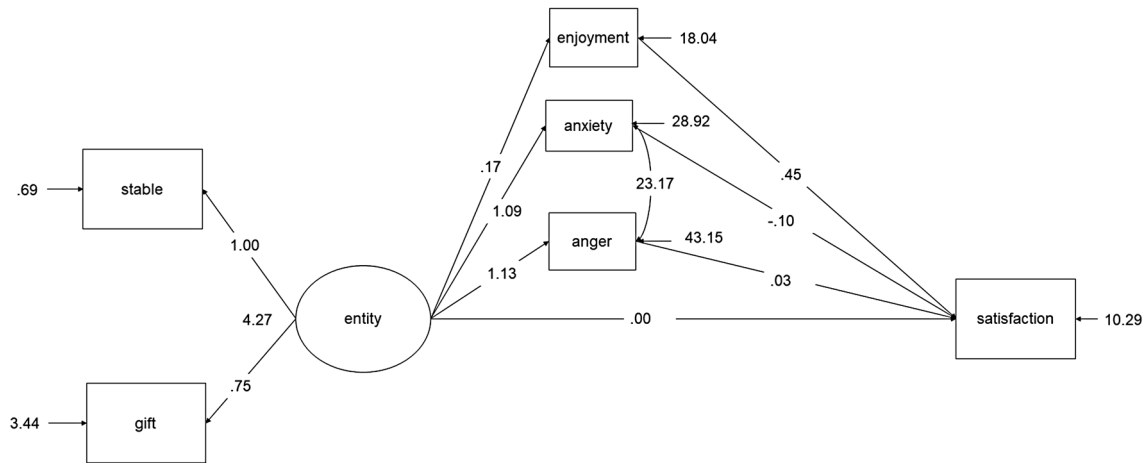 enjoyment
18.04
anxiety
28.92
.17
.45
.69
stable
23.17
1.09
-.10
anger
43.15
1.00
1.13
.03
4.27
entity
.00
satisfaction
10.29
.75
3.44
gift